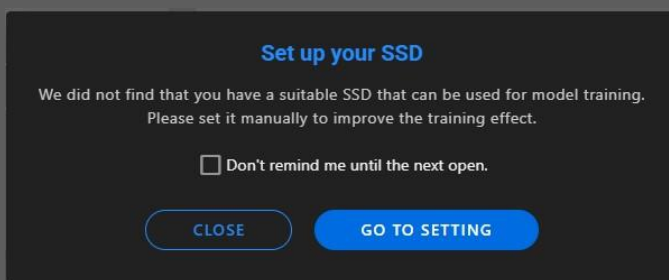 Set up your SSD
We did not find that you have a suitable SSD that can be used for model training.
Please set it manually to improve the training effect.
Don't remind me until the next open.
CLOSE
GO TO SETTING